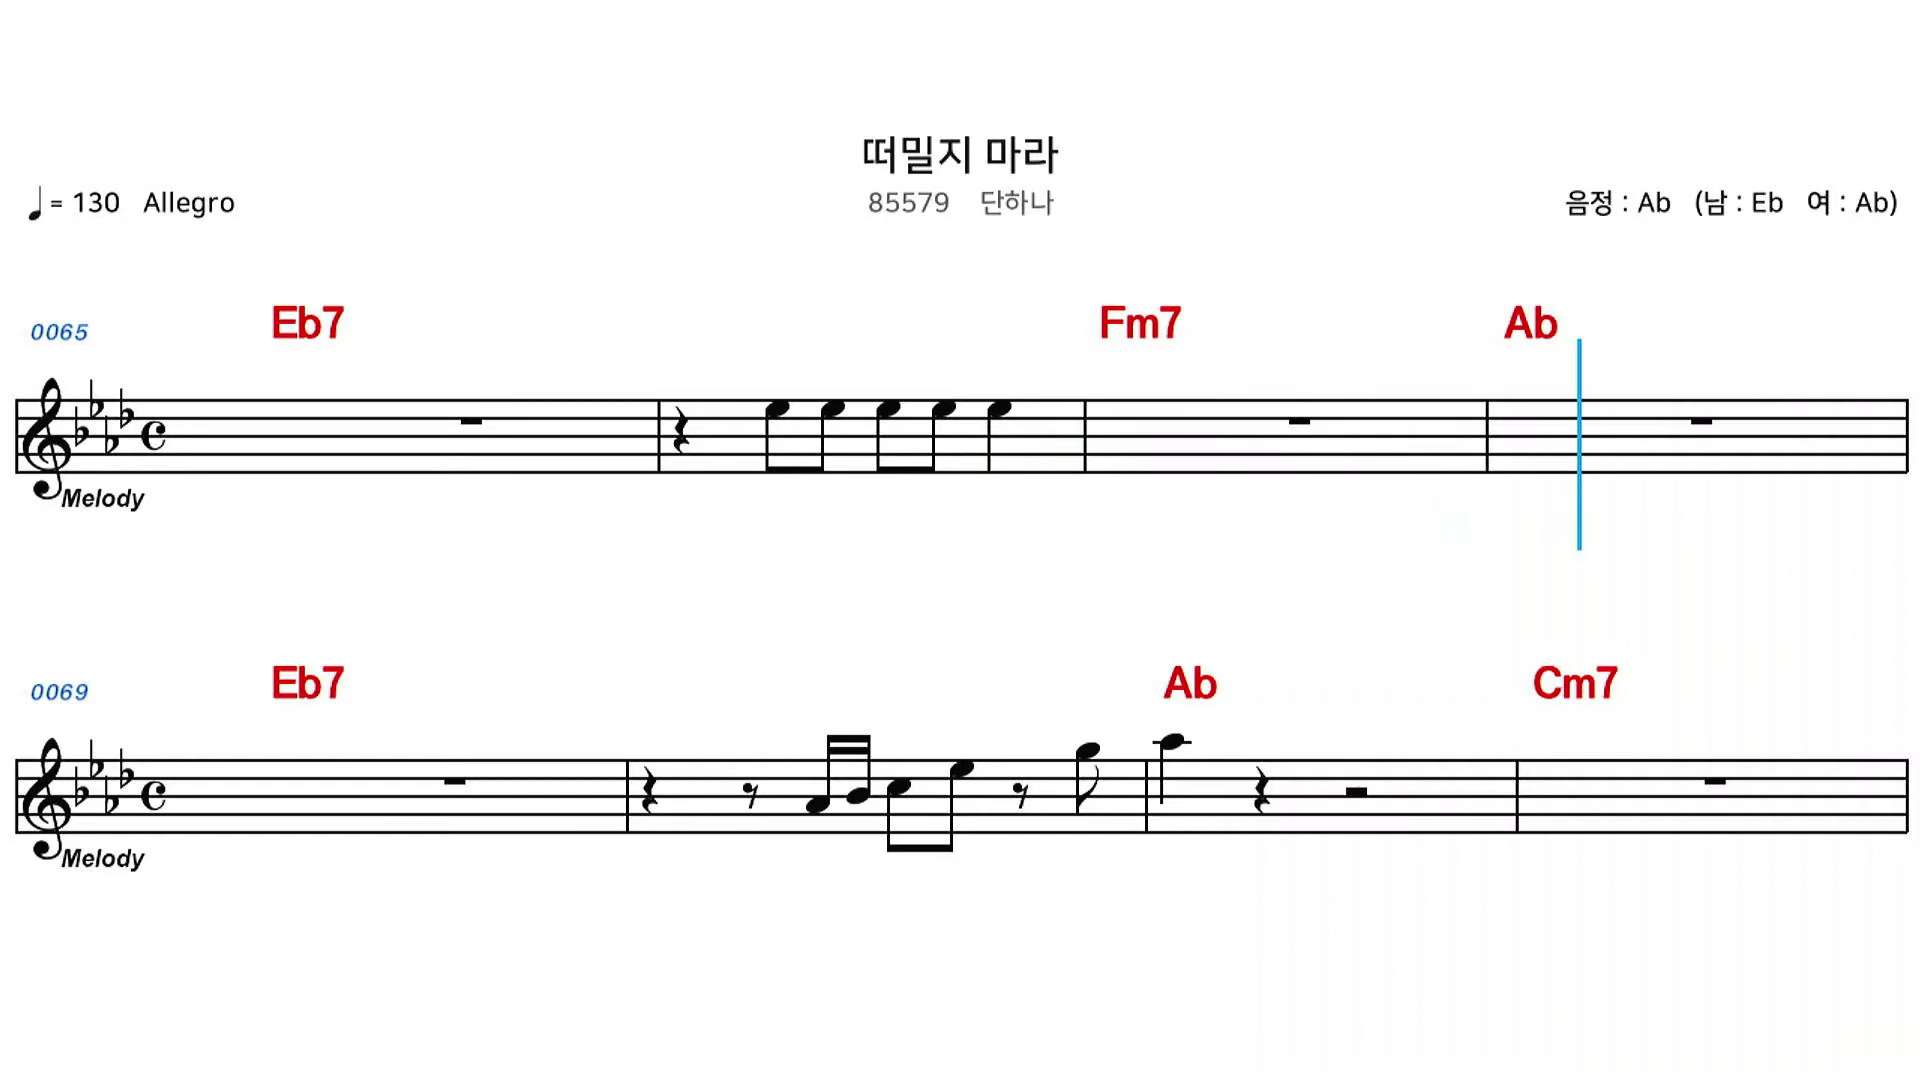 떠밀지 마라
♩= 130 Allegro 85579 단하나 음정 : Ab (남 : Eb 여 : Ab)
0065 Eb7 Fm7 Ab
Melody
0069 Eb7 Ab Cm7
Melody